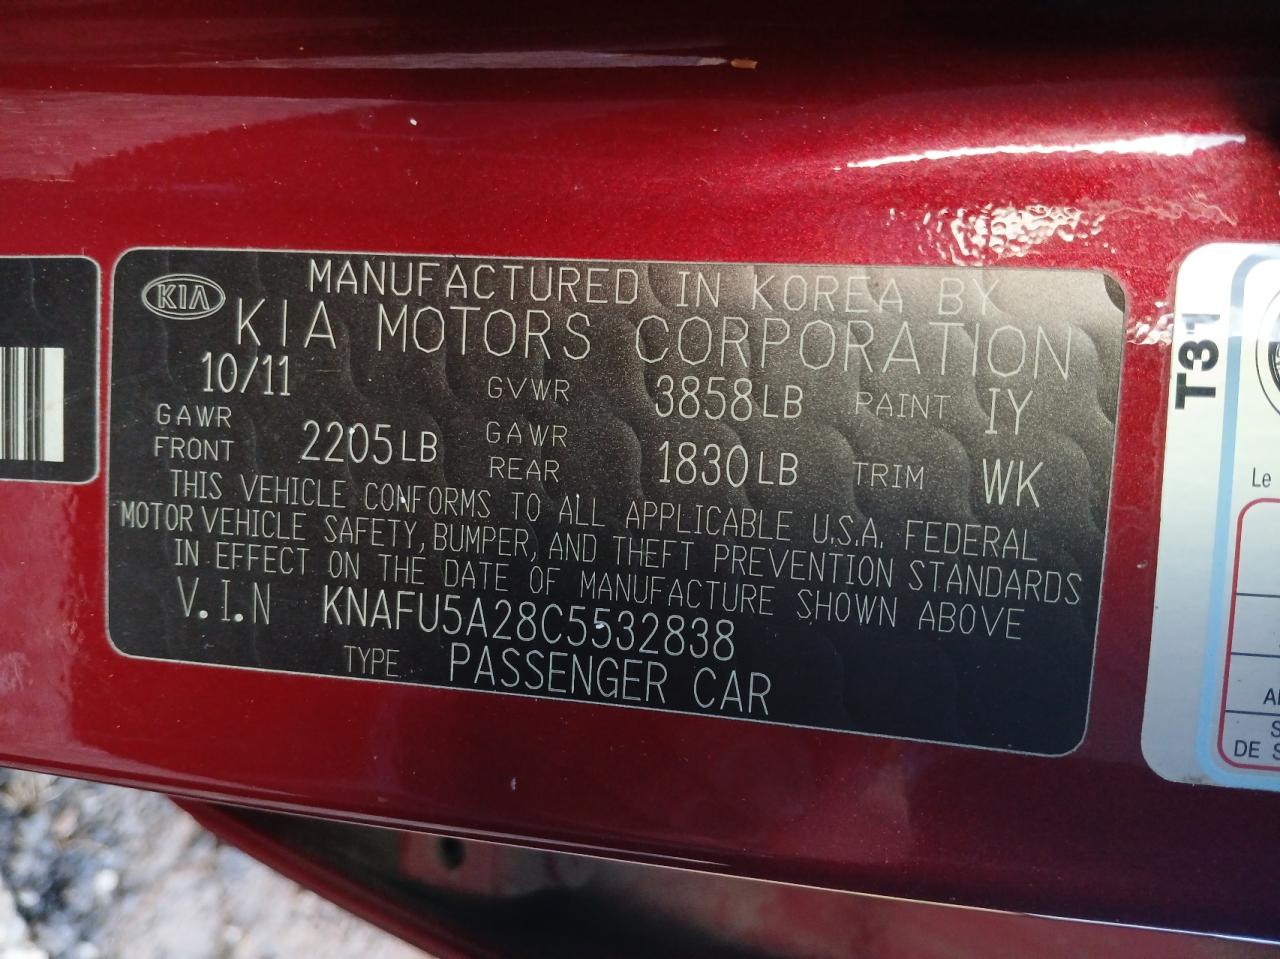 KIA
MANUFACTURED IN KOREA BY
KIA MOTORS CORPORATION
10/11 GVWR 3858LB PAINT IY
GAWR FRONT 2205LB GAWR REAR 1830LB TRIM WK
THIS VEHICLE CONFORMS TO ALL APPLICABLE U.S.A. FEDERAL
MOTOR VEHICLE SAFETY, BUMPER, AND THEFT PREVENTION STANDARDS
IN EFFECT ON THE DATE OF MANUFACTURE SHOWN ABOVE
V.I.N KNAFU5A28C5532838
TYPE PASSENGER CAR
Le
DE